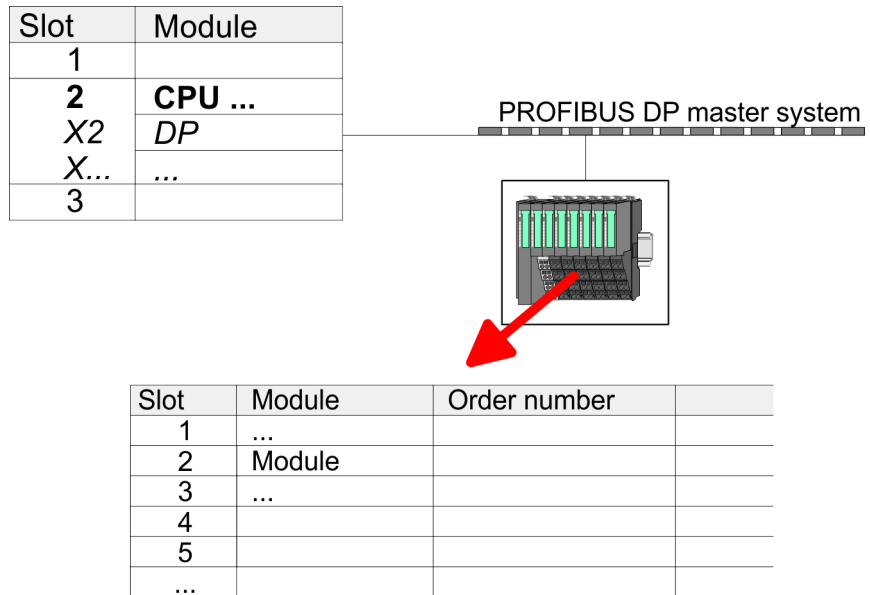 Slot Module
1
2 CPU ...
X2 DP
X... ...
3
PROFIBUS DP master system
Slot Module Order number
1 ...
2 Module
3 ...
4
5
...